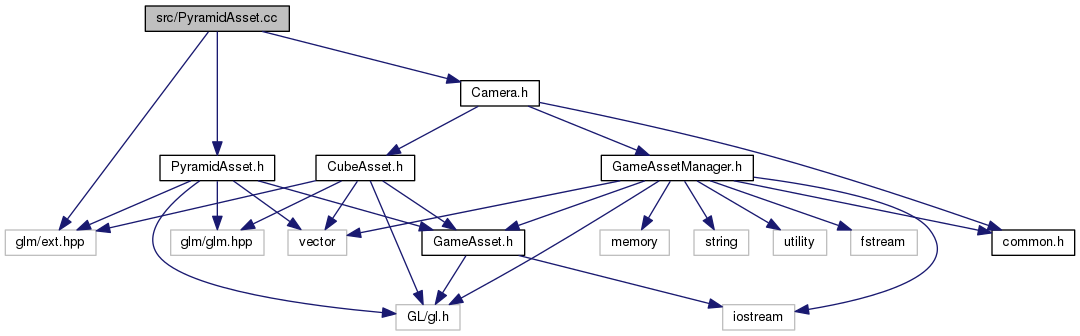 src/PyramidAsset.cc
Camera.h
PyramidAsset.h
CubeAsset.h
GameAssetManager.h
glm/ext.hpp
glm/glm.hpp
vector
GameAsset.h
memory
string
utility
fstream
common.h
GL/gl.h
iostream